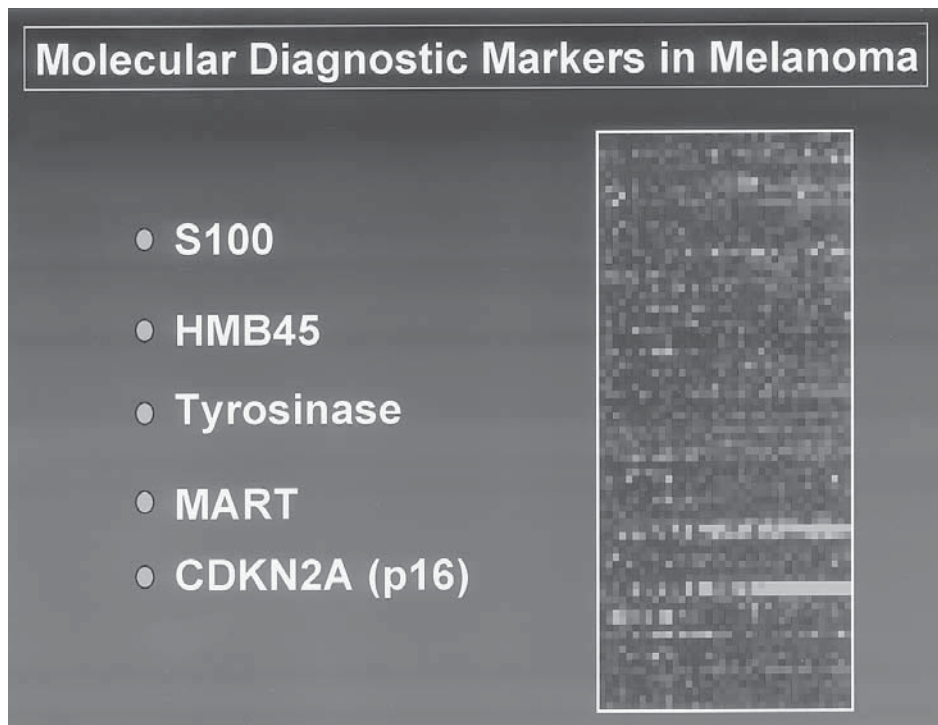 Molecular Diagnostic Markers in Melanoma
S100
HMB45
Tyrosinase
MART
CDKN2A (p16)